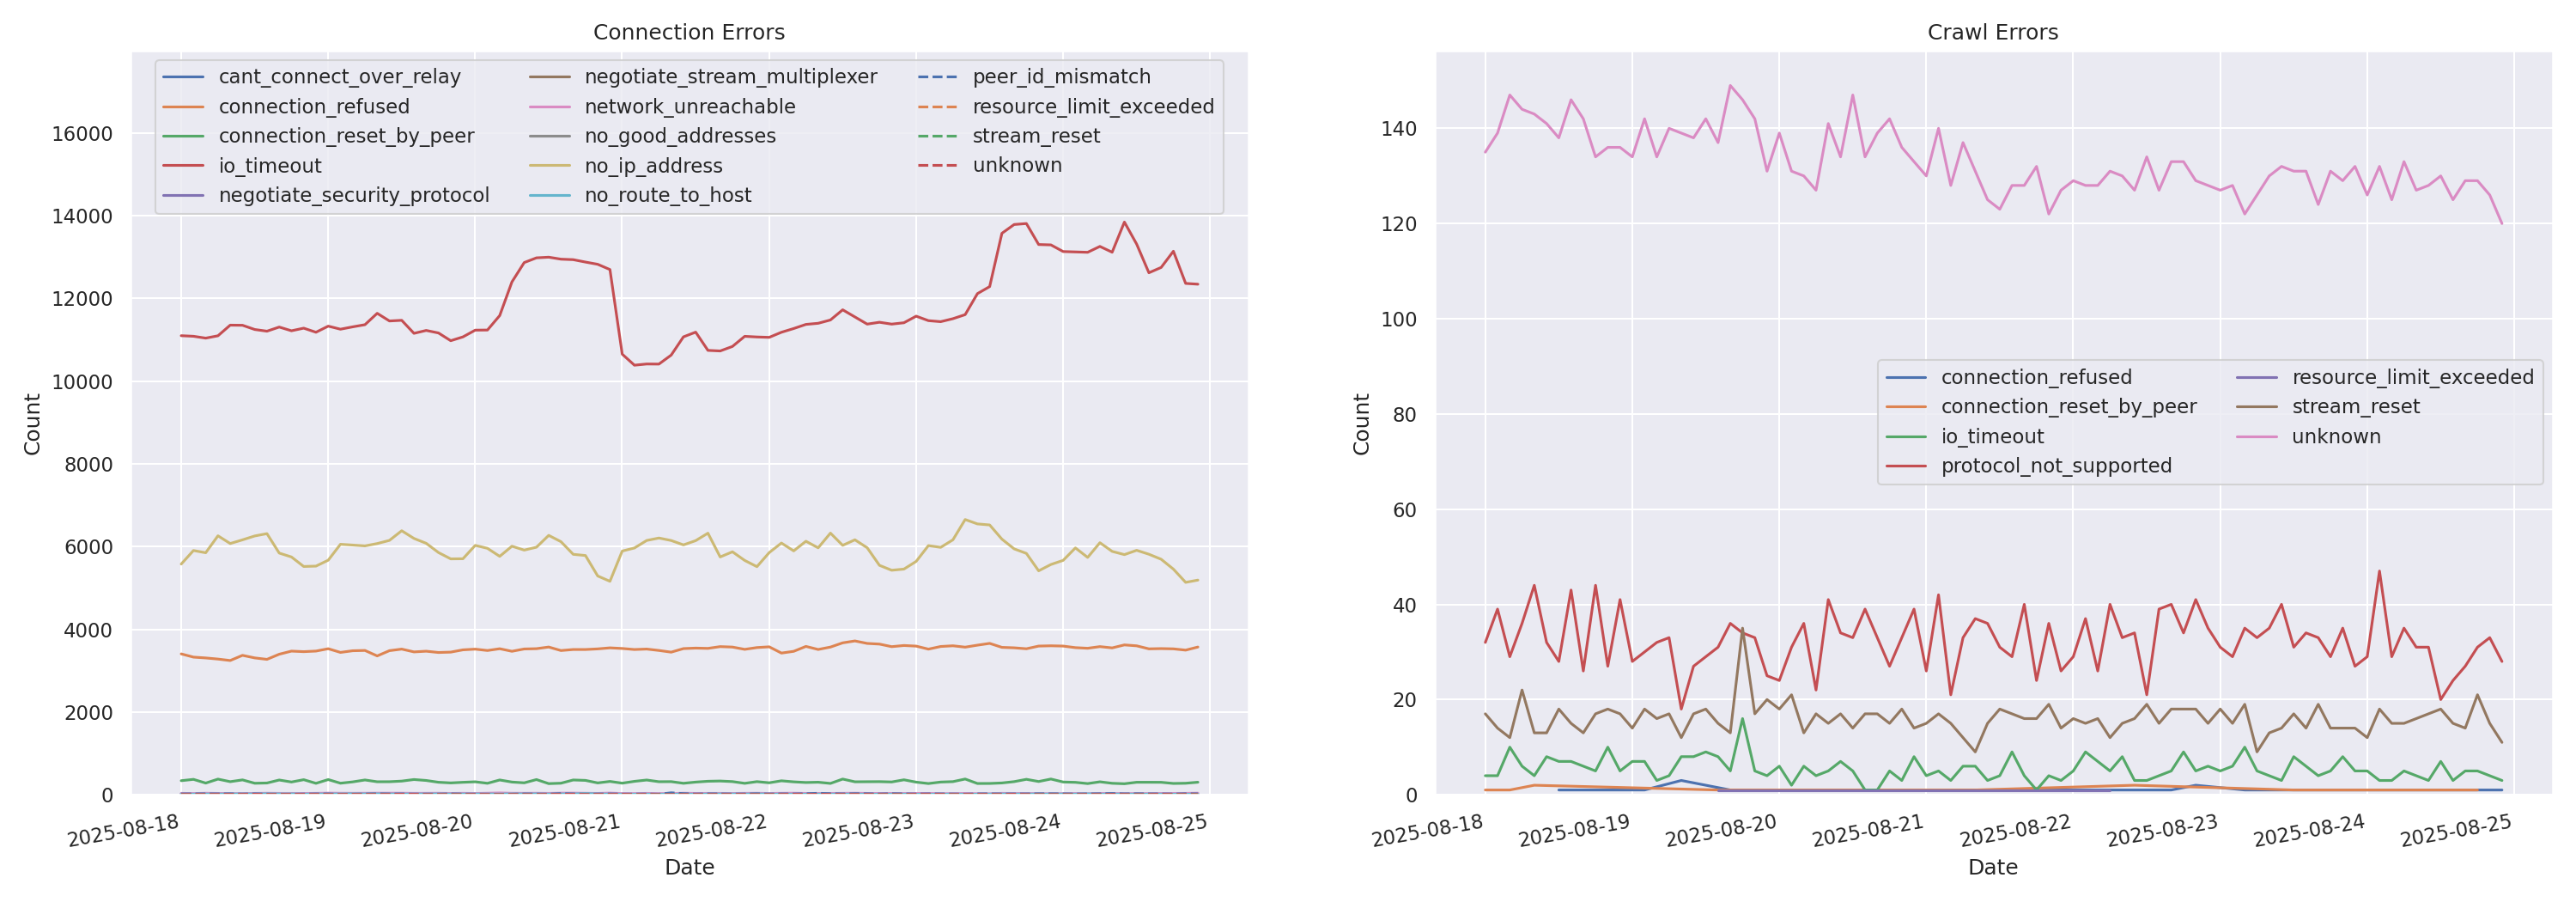 Connection Errors
cant_connect_over_relay
connection_refused
connection_reset_by_peer
io_timeout
negotiate_security_protocol
negotiate_stream_multiplexer
network_unreachable
no_good_addresses
no_ip_address
no_route_to_host
peer_id_mismatch
resource_limit_exceeded
stream_reset
unknown
Count
16000
14000
12000
10000
8000
6000
4000
2000
0
2025-08-18
2025-08-19
2025-08-20
2025-08-21
2025-08-22
2025-08-23
2025-08-24
2025-08-25
Date
Crawl Errors
connection_refused
connection_reset_by_peer
io_timeout
protocol_not_supported
resource_limit_exceeded
stream_reset
unknown
Count
140
120
100
80
60
40
20
0
2025-08-18
2025-08-19
2025-08-20
2025-08-21
2025-08-22
2025-08-23
2025-08-24
2025-08-25
Date